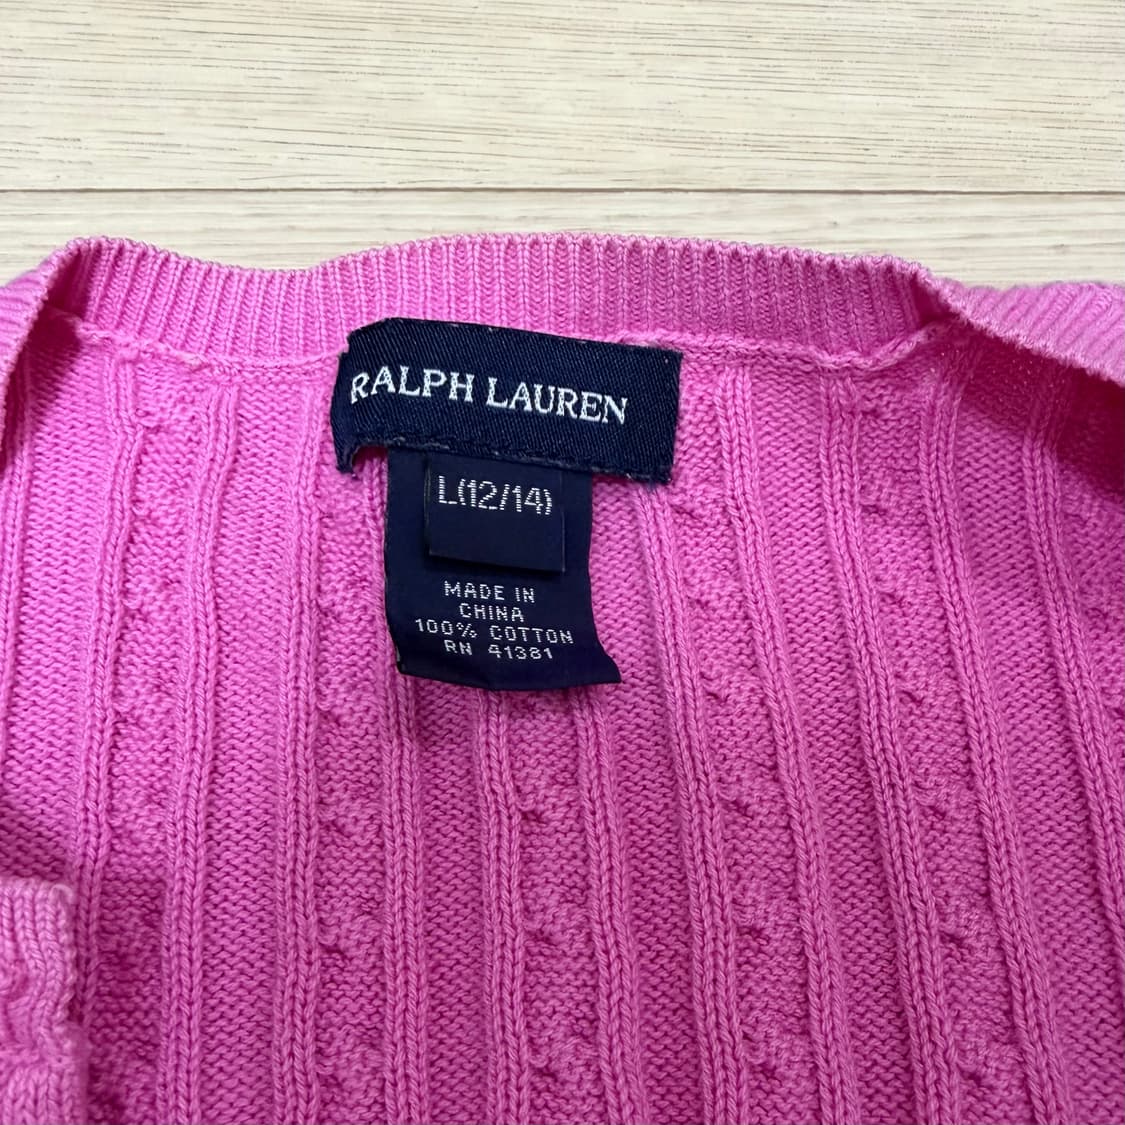 RALPH LAUREN
L(12/14)
MADE IN
CHINA
100% COTTON
RN 41381